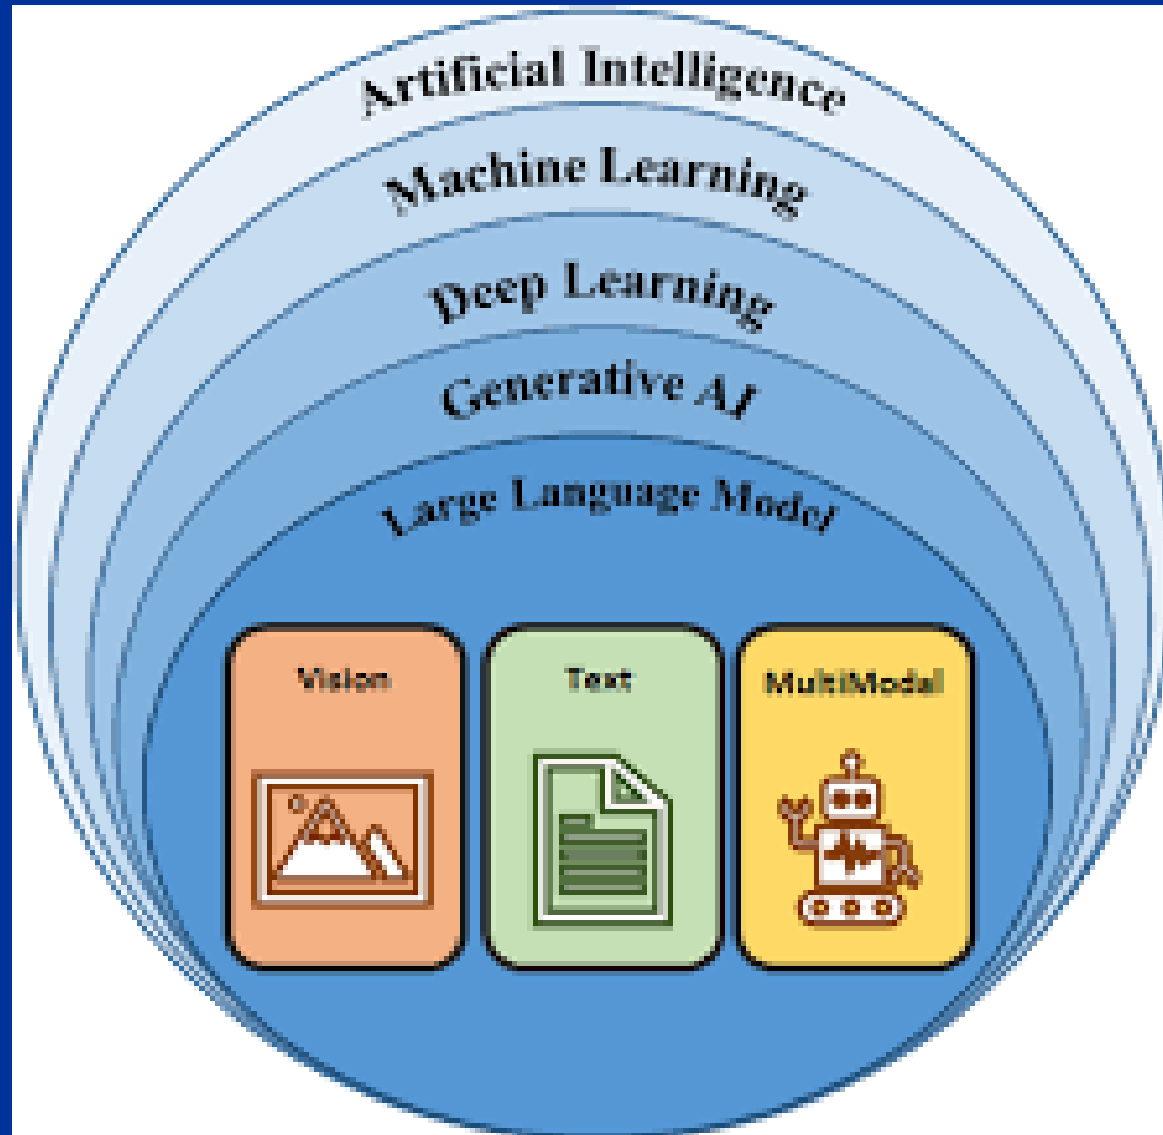 Artificial Intelligence
Machine Learning
Deep Learning
Generative AI
Large Language Model
Vision
Text
MultiModal